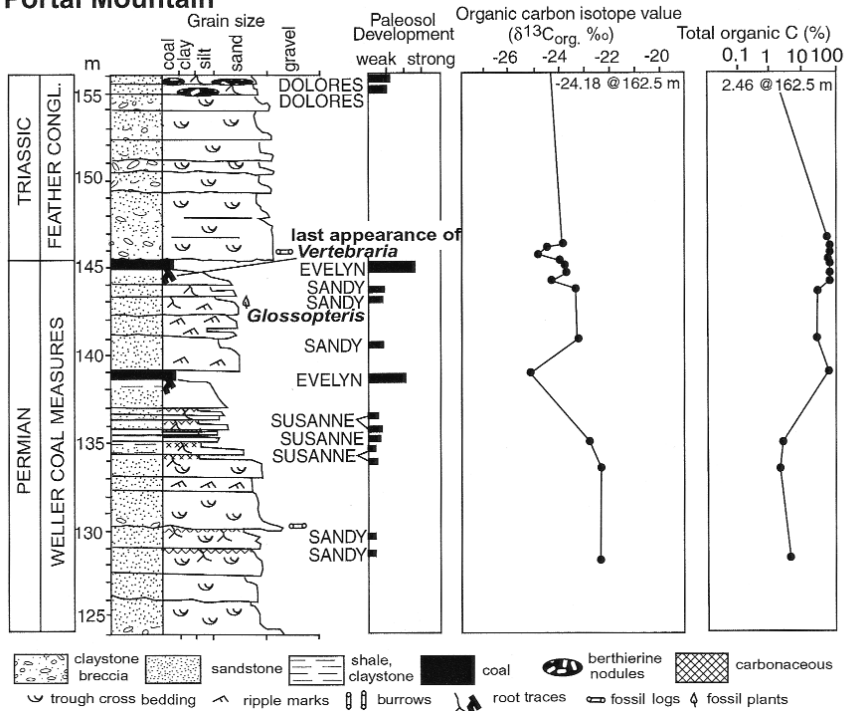 Portal Mountain
Grain size
coal
clay
silt
sand
gravel
m
Paleosol
Development
weak strong
Organic carbon isotope value
(δ13Corg. ‰)
-26 -24 -22 -20
Total organic C (%)
0.1 1 10 100
-24.18 @162.5 m
2.46 @162.5 m
TRIASSIC
FEATHER CONGL.
PERMIAN
WELLER COAL MEASURES
155
150
145
140
135
130
125
DOLORES
DOLORES
last appearance of
Vertebraria
EVELYN
SANDY
SANDY
Glossopteris
SANDY
EVELYN
SUSANNE
SUSANNE
SUSANNE
SANDY
SANDY
claystone
breccia
sandstone
shale,
claystone
coal
berthierine
nodules
carbonaceous
trough cross bedding
ripple marks
burrows
root traces
fossil logs
fossil plants